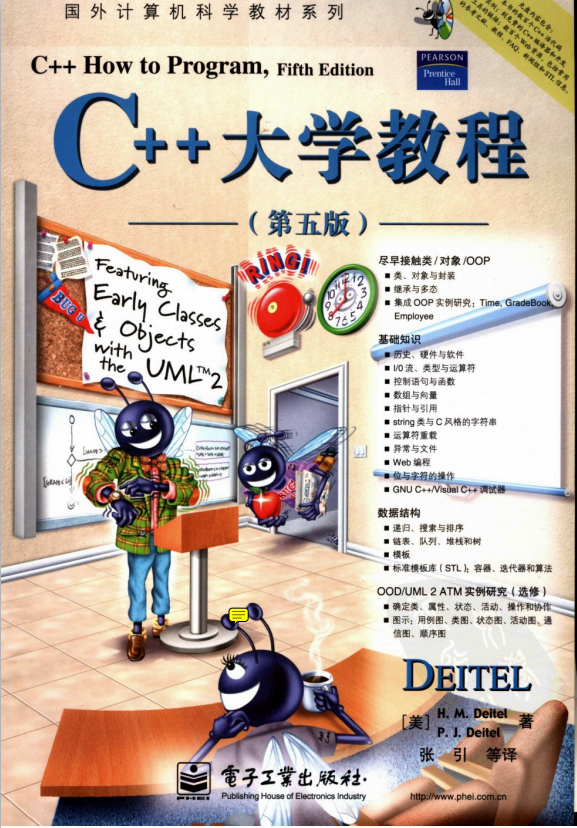 国外计算机科学教材系列
C++ How to Program, Fifth Edition
PEARSON
Prentice
Hall
C++大学教程
（第五版）
Featuring
Early Classes
& Objects
with
the UML™2
BUG U
RING!
尽早接触类/对象/OOP
■ 类、对象与封装
■ 继承与多态
■ 集成OOP实例研究：Time, GradeBook,
Employee
基础知识
■ 历史、硬件与软件
■ I/O流、类型与运算符
■ 控制语句与函数
■ 数组与向量
■ 指针与引用
■ string类与C风格的字符串
■ 运算符重载
■ 异常与文件
■ Web编程
■ 位与字符的操作
■ GNU C++/Visual C++调试器
数据结构
■ 递归、搜索与排序
■ 链表、队列、堆栈和树
■ 模板
■ 标准模板库（STL）：容器、迭代器和算法
OOD/UML 2 ATM实例研究（选修）
■ 确定类、属性、状态、活动、操作和协作
■ 图示：用例图、类图、状态图、活动图、通
信图、顺序图
DEITEL
[美] H. M. Deitel
P. J. Deitel 著
张引 等译
電子工業出版社·
Publishing House of Electronics Industry
http://www.phei.com.cn